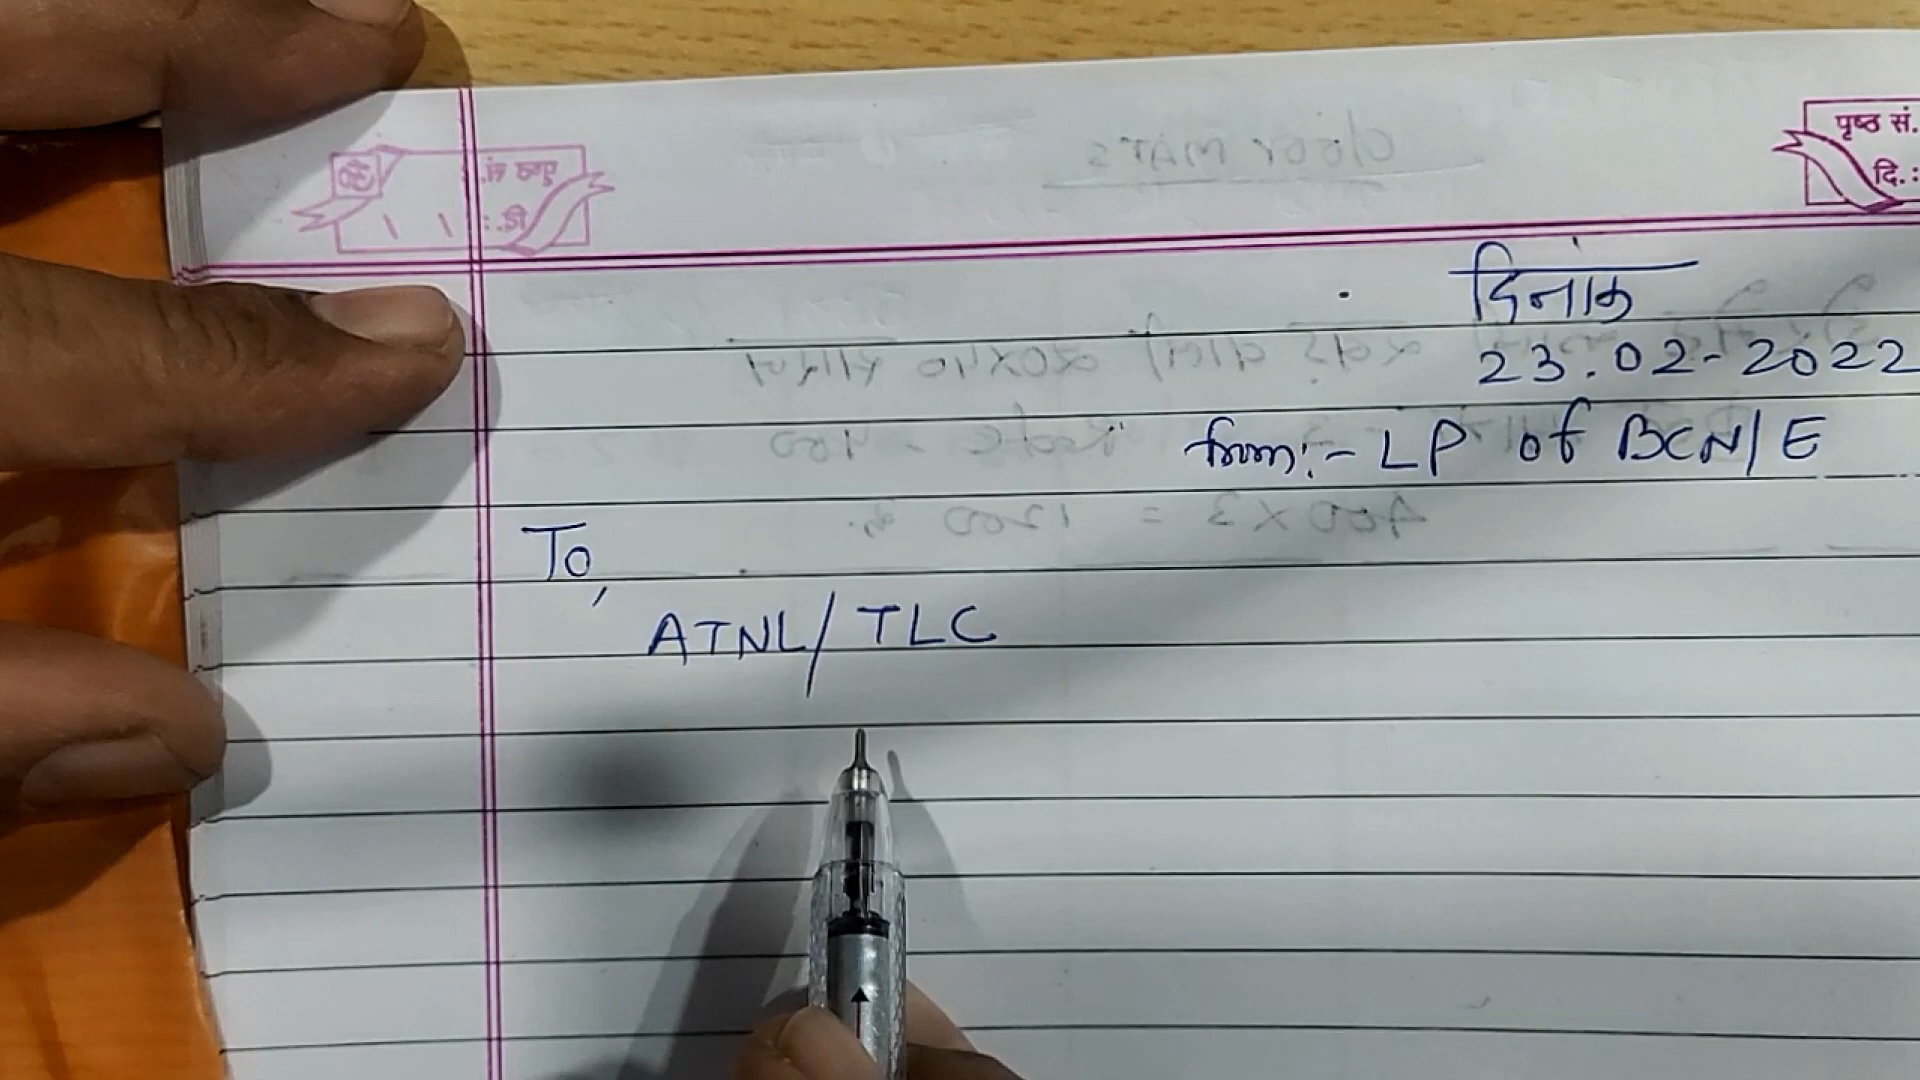 पृष्ठ सं.
दि.:
दिनांक
23.02-2022
from:- LP of BCN/E
To,
ATNL/TLC